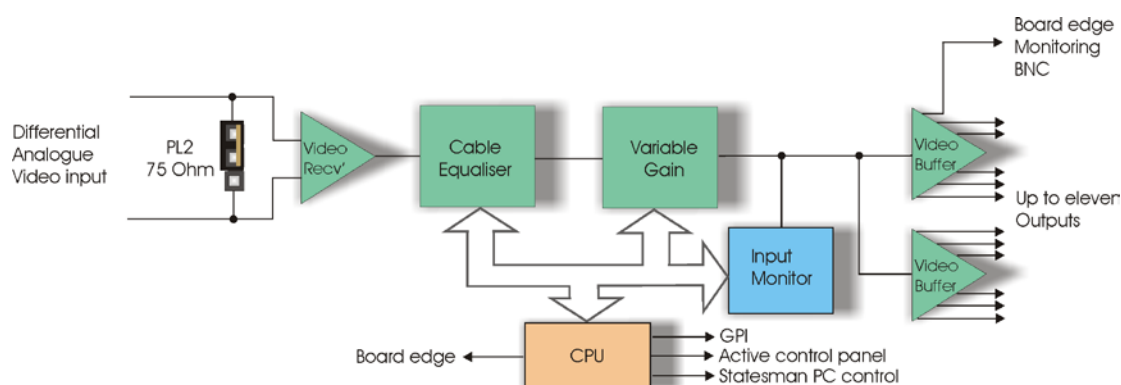 Board edge
Monitoring
BNC
Differential
Analogue
Video input
PL2
75 Ohm
Video
Recv'
Cable
Equaliser
Variable
Gain
Video
Buffer
Up to eleven
Outputs
Input
Monitor
Video
Buffer
Board edge
CPU
GPI
Active control panel
Statesman PC control